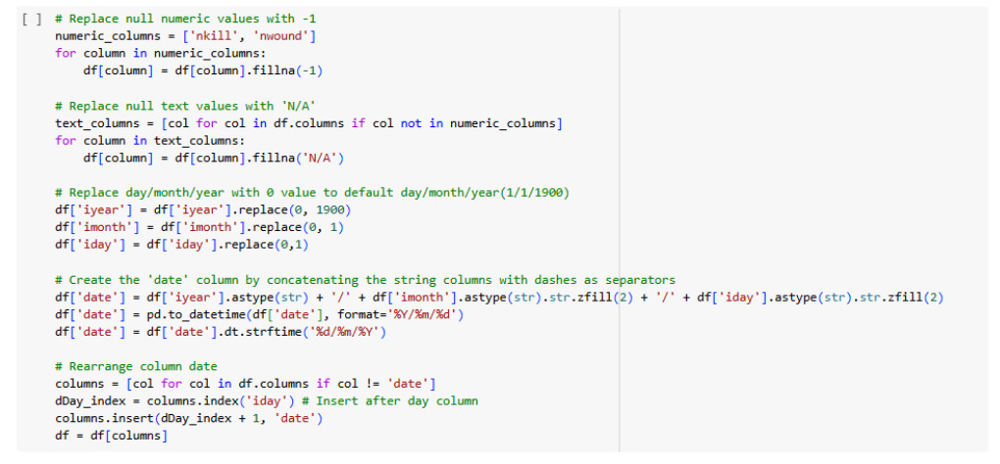 [ ] # Replace null numeric values with -1
numeric_columns = ['nkill', 'nwound']
for column in numeric_columns:
    df[column] = df[column].fillna(-1)

# Replace null text values with 'N/A'
text_columns = [col for col in df.columns if col not in numeric_columns]
for column in text_columns:
    df[column] = df[column].fillna('N/A')

# Replace day/month/year with 0 value to default day/month/year(1/1/1900)
df['iyear'] = df['iyear'].replace(0, 1900)
df['imonth'] = df['imonth'].replace(0, 1)
df['iday'] = df['iday'].replace(0,1)

# Create the 'date' column by concatenating the string columns with dashes as separators
df['date'] = df['iyear'].astype(str) + '/' + df['imonth'].astype(str).str.zfill(2) + '/' + df['iday'].astype(str).str.zfill(2)
df['date'] = pd.to_datetime(df['date'], format='%Y/%m/%d')
df['date'] = df['date'].dt.strftime('%d/%m/%Y')

# Rearrange column date
columns = [col for col in df.columns if col != 'date']
dDay_index = columns.index('iday') # Insert after day column
columns.insert(dDay_index + 1, 'date')
df = df[columns]